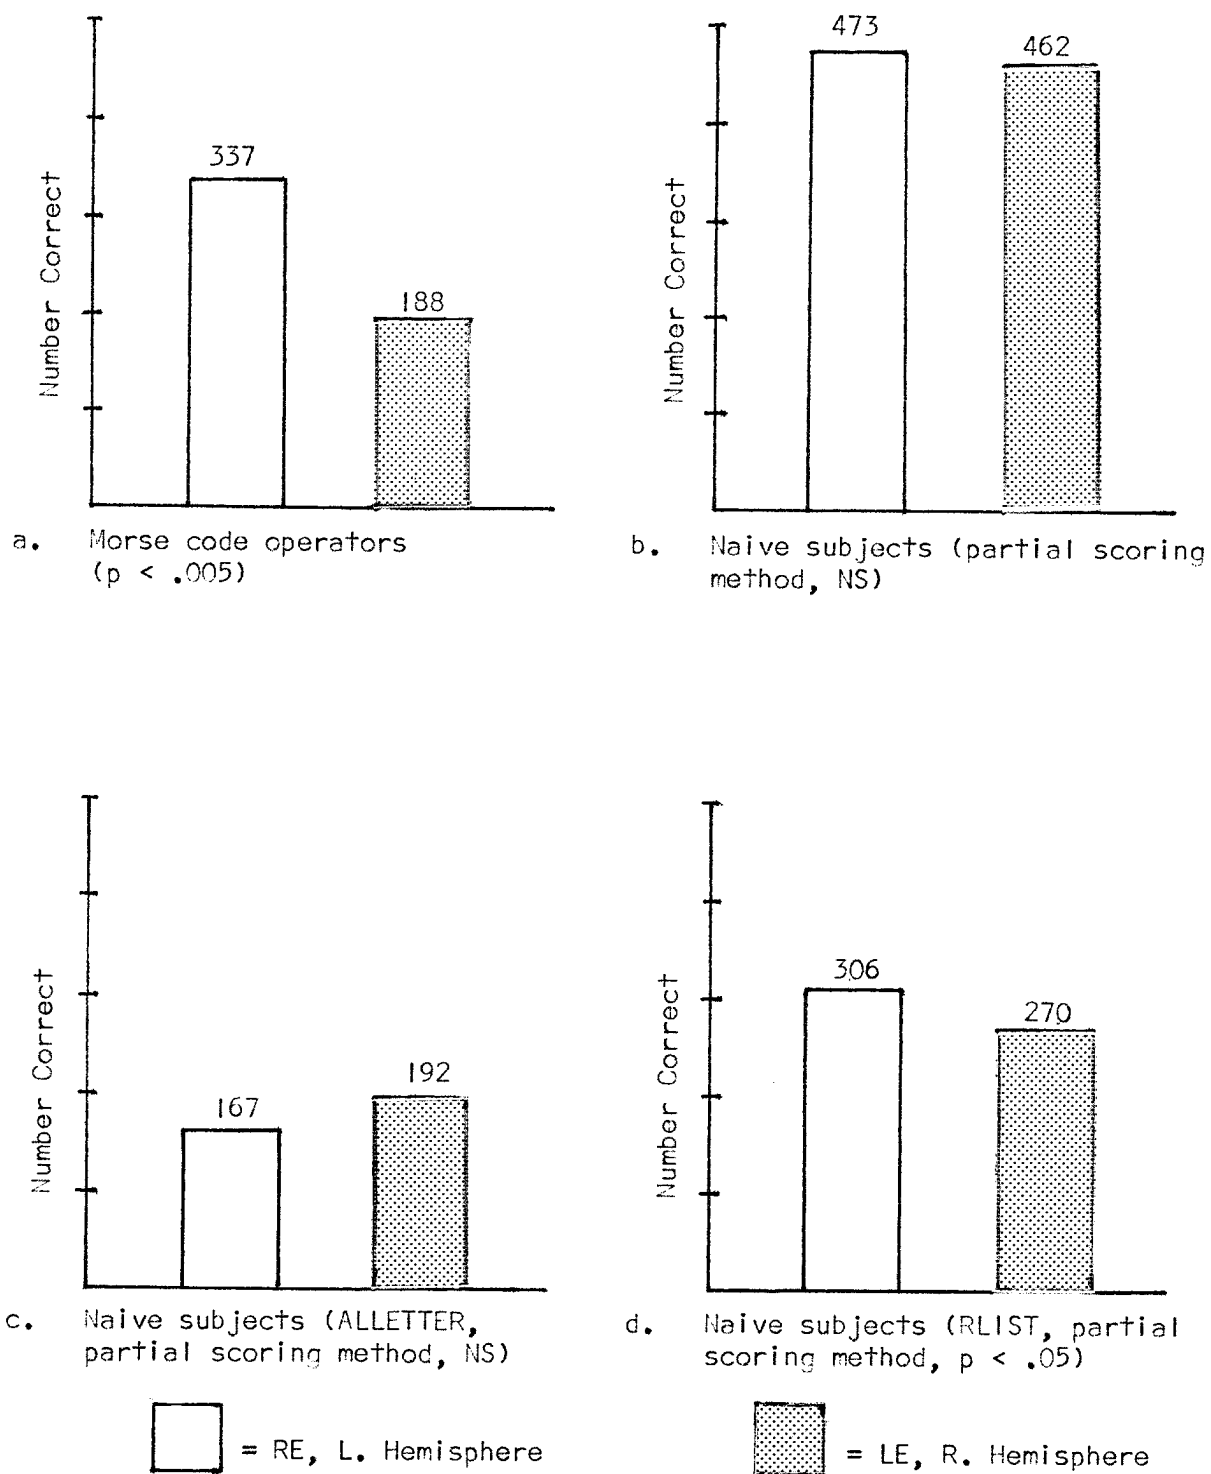 473
462
337
188
Number Correct
Number Correct
a. Morse code operators
(p < .005)
b. Naive subjects (partial scoring
method, NS)
306
270
192
167
Number Correct
Number Correct
c. Naive subjects (ALLETTER,
partial scoring method, NS)
d. Naive subjects (RLIST, partial
scoring method, p < .05)
= RE, L. Hemisphere
= LE, R. Hemisphere